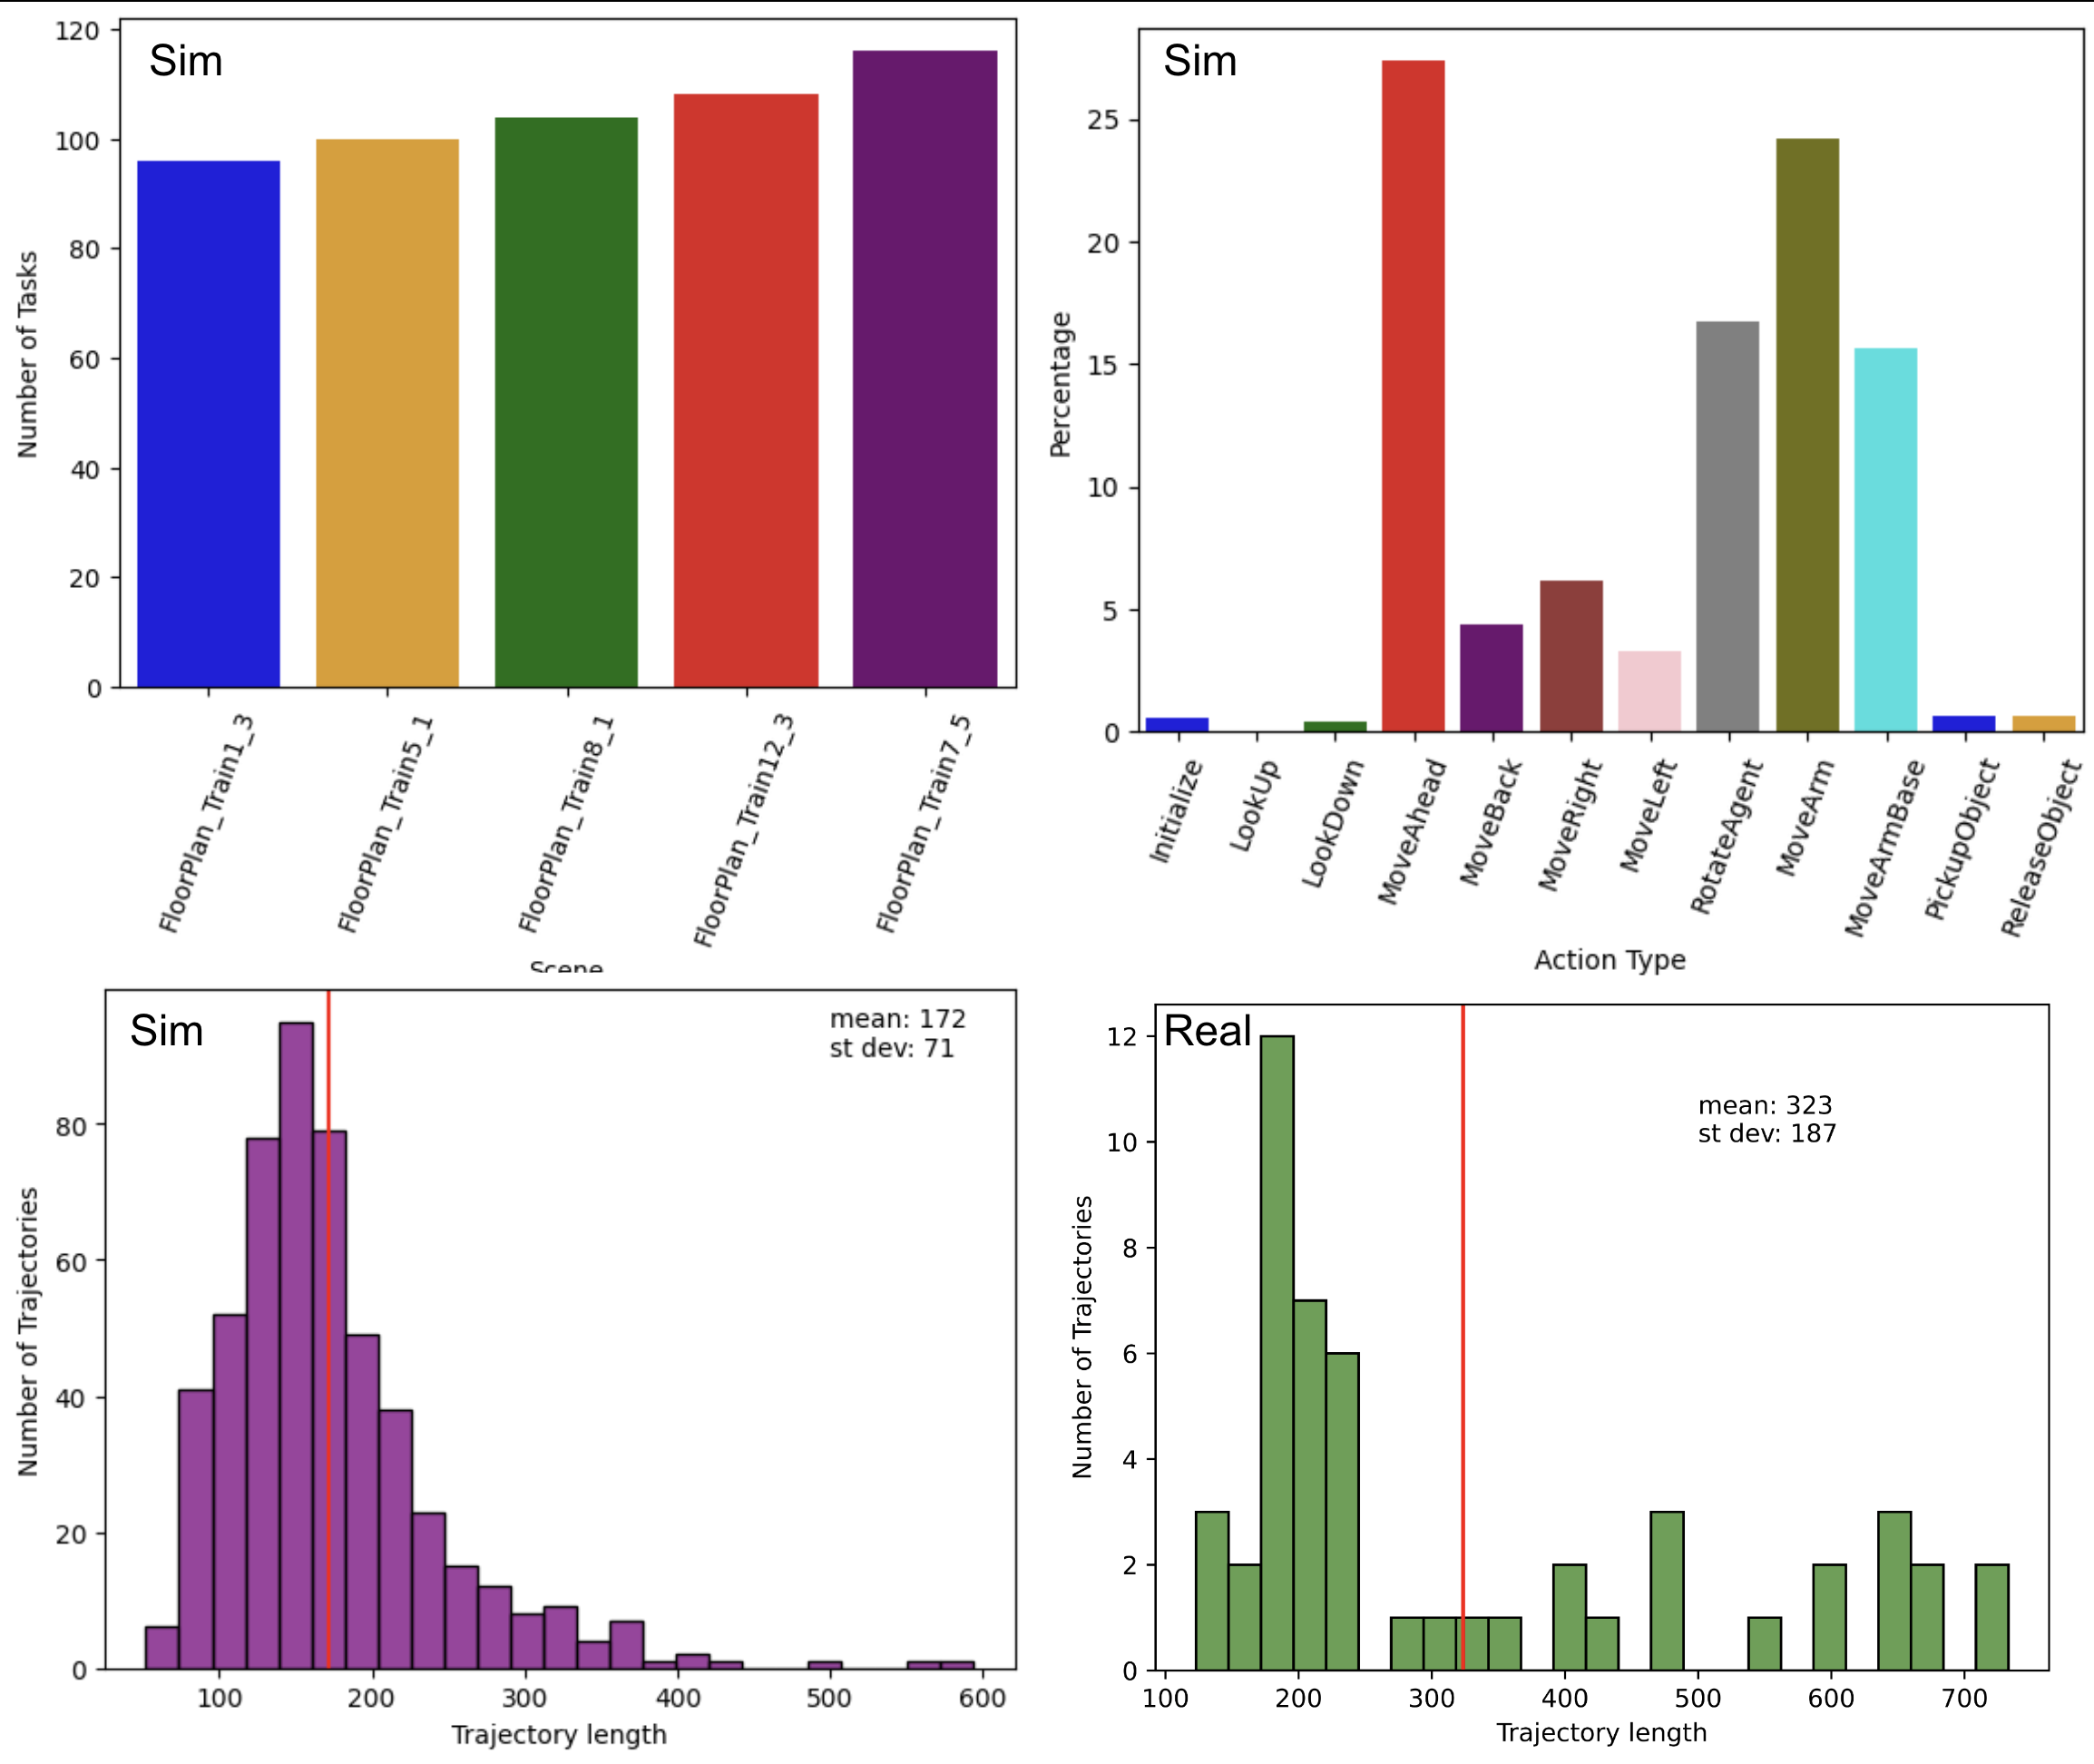 Sim
120
100
80
60
40
20
0
Number of Tasks
FloorPlan_Train1_3
FloorPlan_Train5_1
FloorPlan_Train8_1
FloorPlan_Train12_3
FloorPlan_Train7_5
Scene
Sim
25
20
15
10
5
0
Percentage
Initialize
LookUp
LookDown
MoveAhead
MoveBack
MoveRight
MoveLeft
RotateAgent
MoveArm
MoveArmBase
PickupObject
ReleaseObject
Action Type
Sim
mean: 172
st dev: 71
80
60
40
20
0
Number of Trajectories
100 200 300 400 500 600
Trajectory length
Real
mean: 323
st dev: 187
12
10
8
6
4
2
0
Number of Trajectories
100 200 300 400 500 600 700
Trajectory length